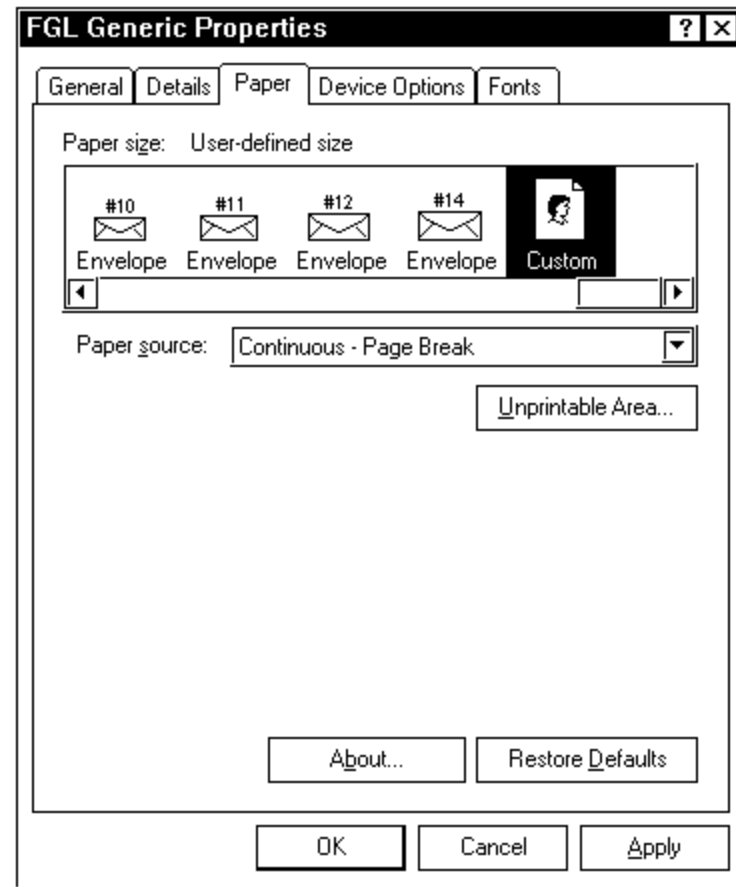 FGL Generic Properties ? ×
General Details Paper Device Options Fonts
Paper size: User-defined size
#10 #11 #12 #14
Envelope Envelope Envelope Envelope Custom
Paper source: Continuous - Page Break
Unprintable Area...
About... Restore Defaults
OK Cancel Apply